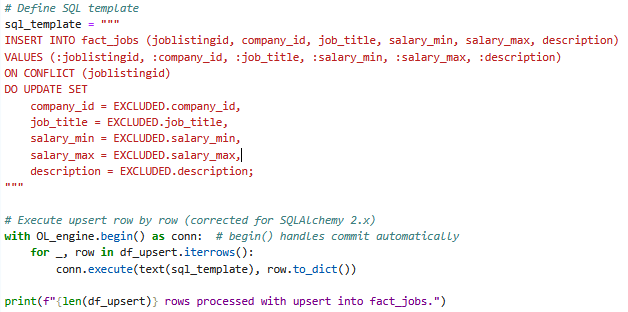 # Define SQL template
sql_template = """
INSERT INTO fact_jobs (joblistingid, company_id, job_title, salary_min, salary_max, description)
VALUES (:joblistingid, :company_id, :job_title, :salary_min, :salary_max, :description)
ON CONFLICT (joblistingid)
DO UPDATE SET
    company_id = EXCLUDED.company_id,
    job_title = EXCLUDED.job_title,
    salary_min = EXCLUDED.salary_min,
    salary_max = EXCLUDED.salary_max,
    description = EXCLUDED.description;
"""

# Execute upsert row by row (corrected for SQLAlchemy 2.x)
with OL_engine.begin() as conn:  # begin() handles commit automatically
    for _, row in df_upsert.iterrows():
        conn.execute(text(sql_template), row.to_dict())

print(f"{len(df_upsert)} rows processed with upsert into fact_jobs.")